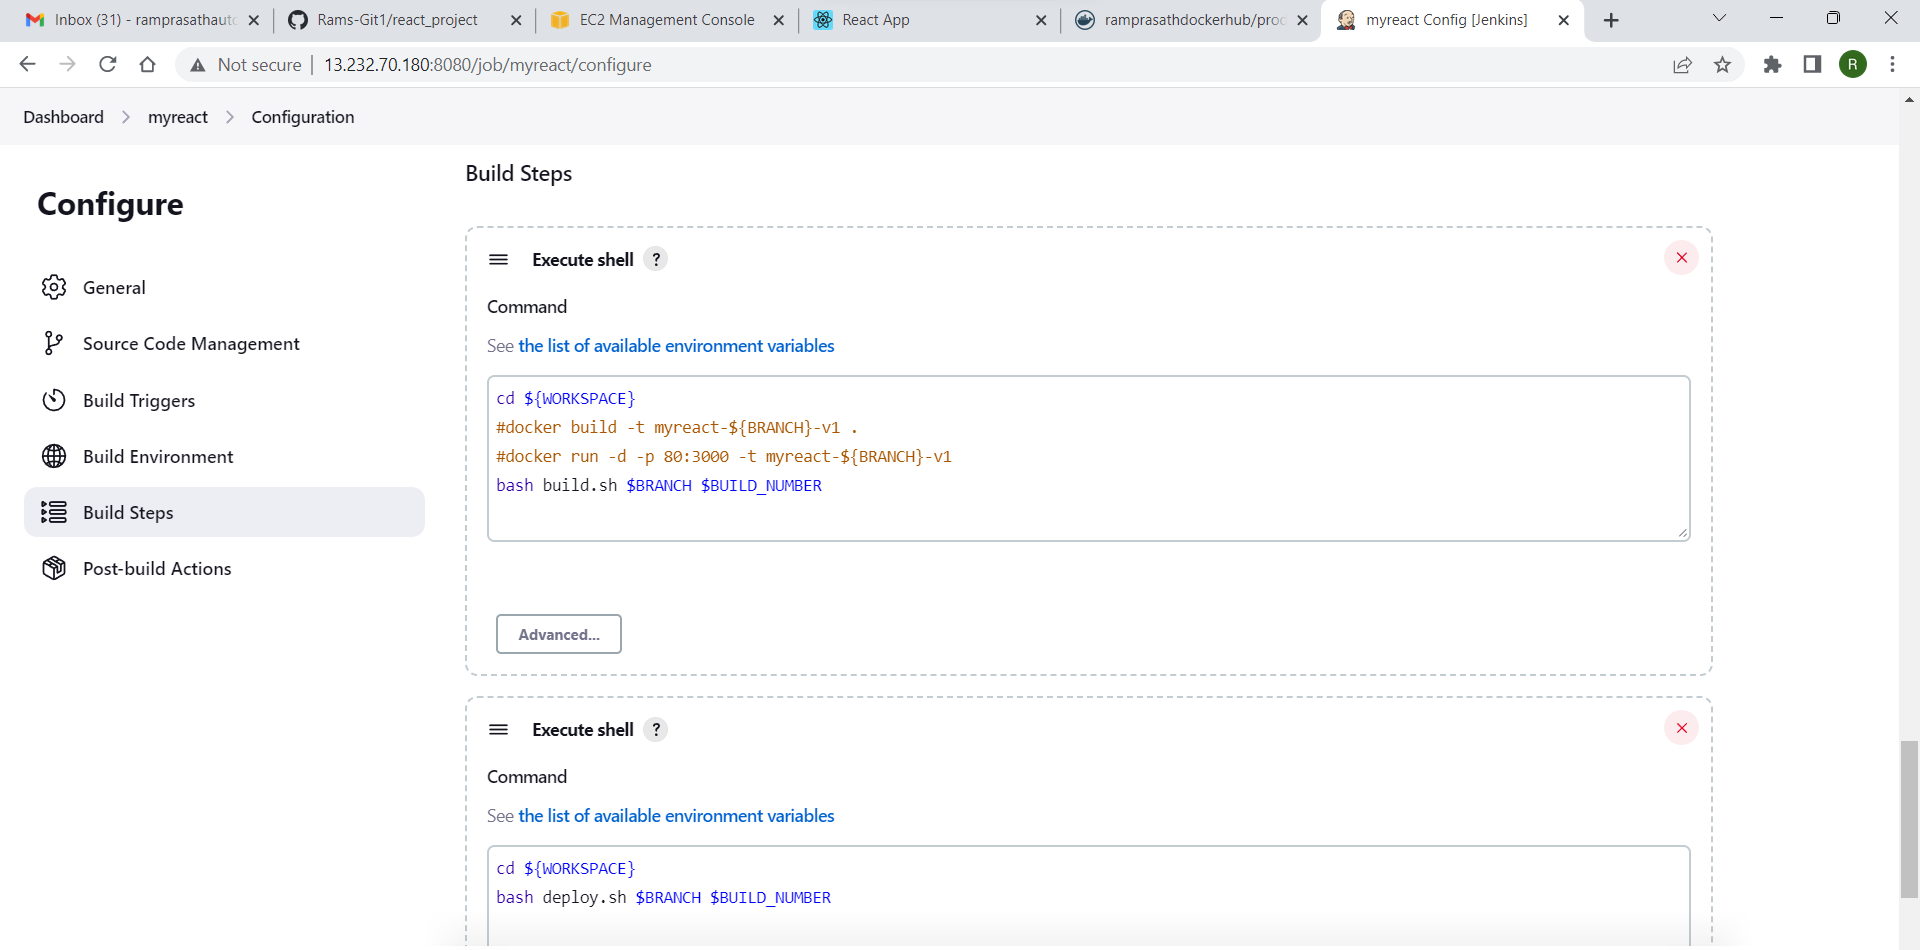 Inbox (31) - ramprasathauto
Rams-Git1/react_project
EC2 Management Console
React App
ramprasathdockerhub/prod
myreact Config [Jenkins]
Not secure
13.232.70.180:8080/job/myreact/configure
R
Dashboard
myreact
Configuration
Configure
General
Source Code Management
Build Triggers
Build Environment
Build Steps
Post-build Actions
Build Steps
Execute shell ?
Command
See the list of available environment variables
cd ${WORKSPACE}
#docker build -t myreact-${BRANCH}-v1 .
#docker run -d -p 80:3000 -t myreact-${BRANCH}-v1
bash build.sh $BRANCH $BUILD_NUMBER
Advanced...
Execute shell ?
Command
See the list of available environment variables
cd ${WORKSPACE}
bash deploy.sh $BRANCH $BUILD_NUMBER